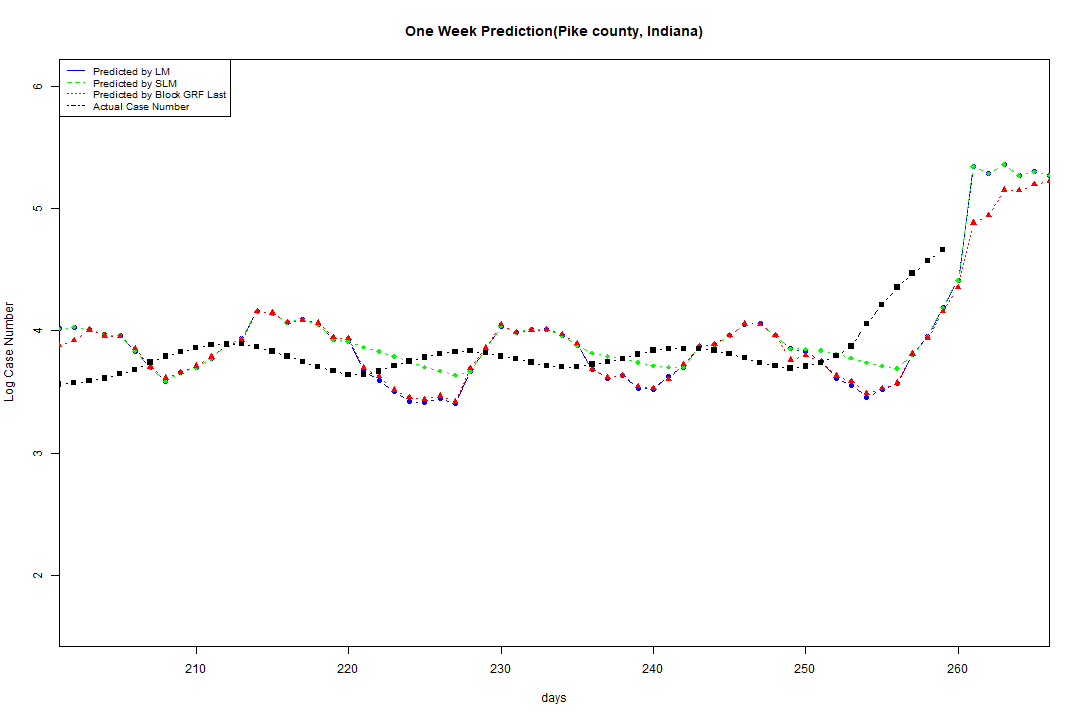 One Week Prediction(Pike county, Indiana)
Predicted by LM
Predicted by SLM
Predicted by Block GRF Last
Actual Case Number
6
5
4
3
2
Log Case Number
210 220 230 240 250 260
days